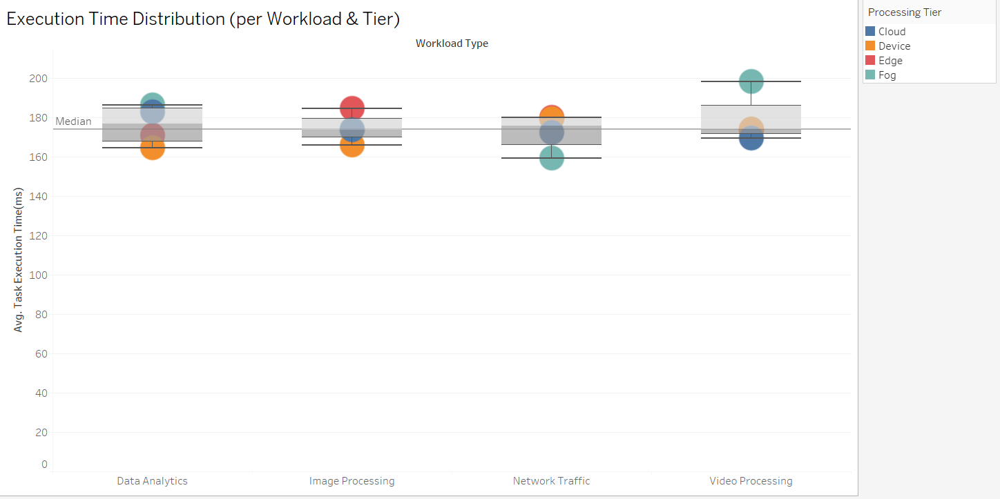 Execution Time Distribution (per Workload & Tier)
Workload Type
Avg. Task Execution Time(ms)
200
180
160
140
120
100
80
60
40
20
0
Median
Data Analytics
Image Processing
Network Traffic
Video Processing
Processing Tier
Cloud
Device
Edge
Fog